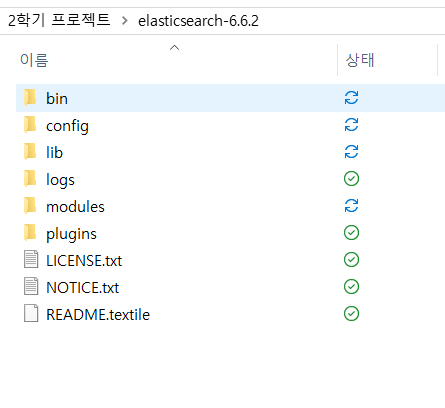 2학기 프로젝트 > elasticsearch-6.6.2
이름 상태
bin
config
lib
logs
modules
plugins
LICENSE.txt
NOTICE.txt
README.textile